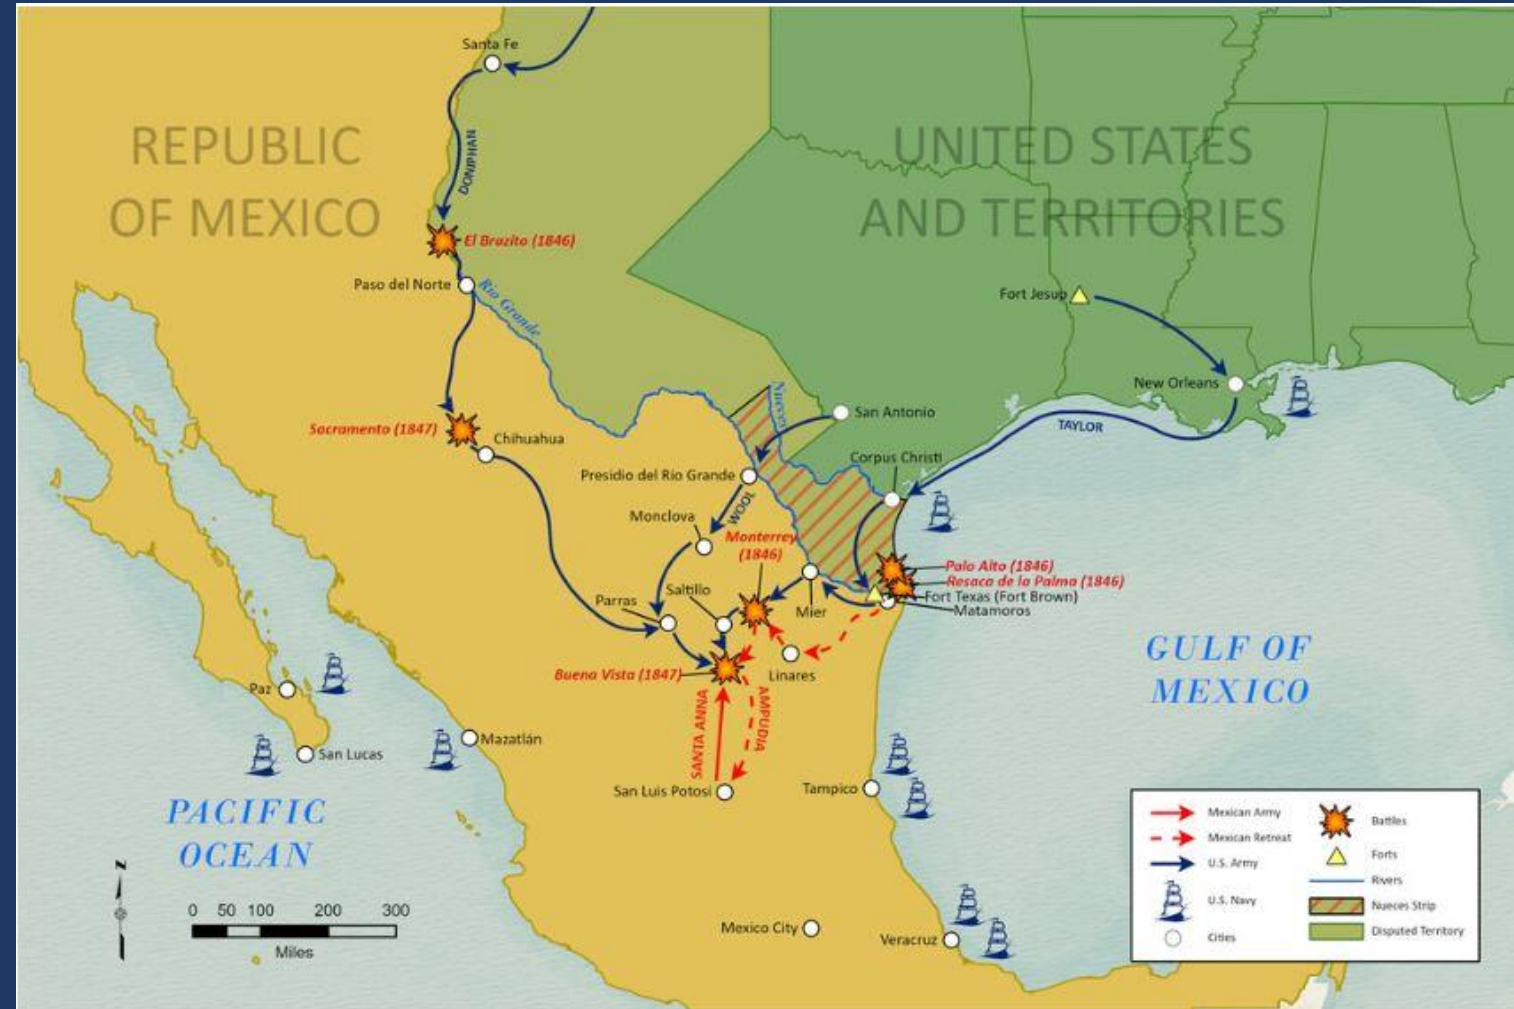 Santa Fe
REPUBLIC
OF MEXICO
DONIPHAN
UNITED STATES
AND TERRITORIES
El Brazito (1846)
Paso del Norte
Rio Grande
Fort Jesup
New Orleans
Nueces
San Antonio
TAYLOR
Sacramento (1847)
Chihuahua
Corpus Christi
Presidio del Rio Grande
WOOL
Monclova
Monterrey
(1846)
Palo Alto (1846)
Resaca de la Palma (1846)
Fort Texas (Fort Brown)
Matamoros
Saltillo
Parras
Mier
Buena Vista (1847)
Linares
GULF OF
MEXICO
Paz
SANTA ANNA
AMPUDIA
San Lucas
Mazatlán
San Luis Potosí
Tampico
PACIFIC
OCEAN
N
0 50 100 200 300
Miles
Mexico City
Veracruz
Mexican Army
Mexican Retreat
U.S. Army
U.S. Navy
Cities
Battles
Forts
Rivers
Nueces Strip
Disputed Territory